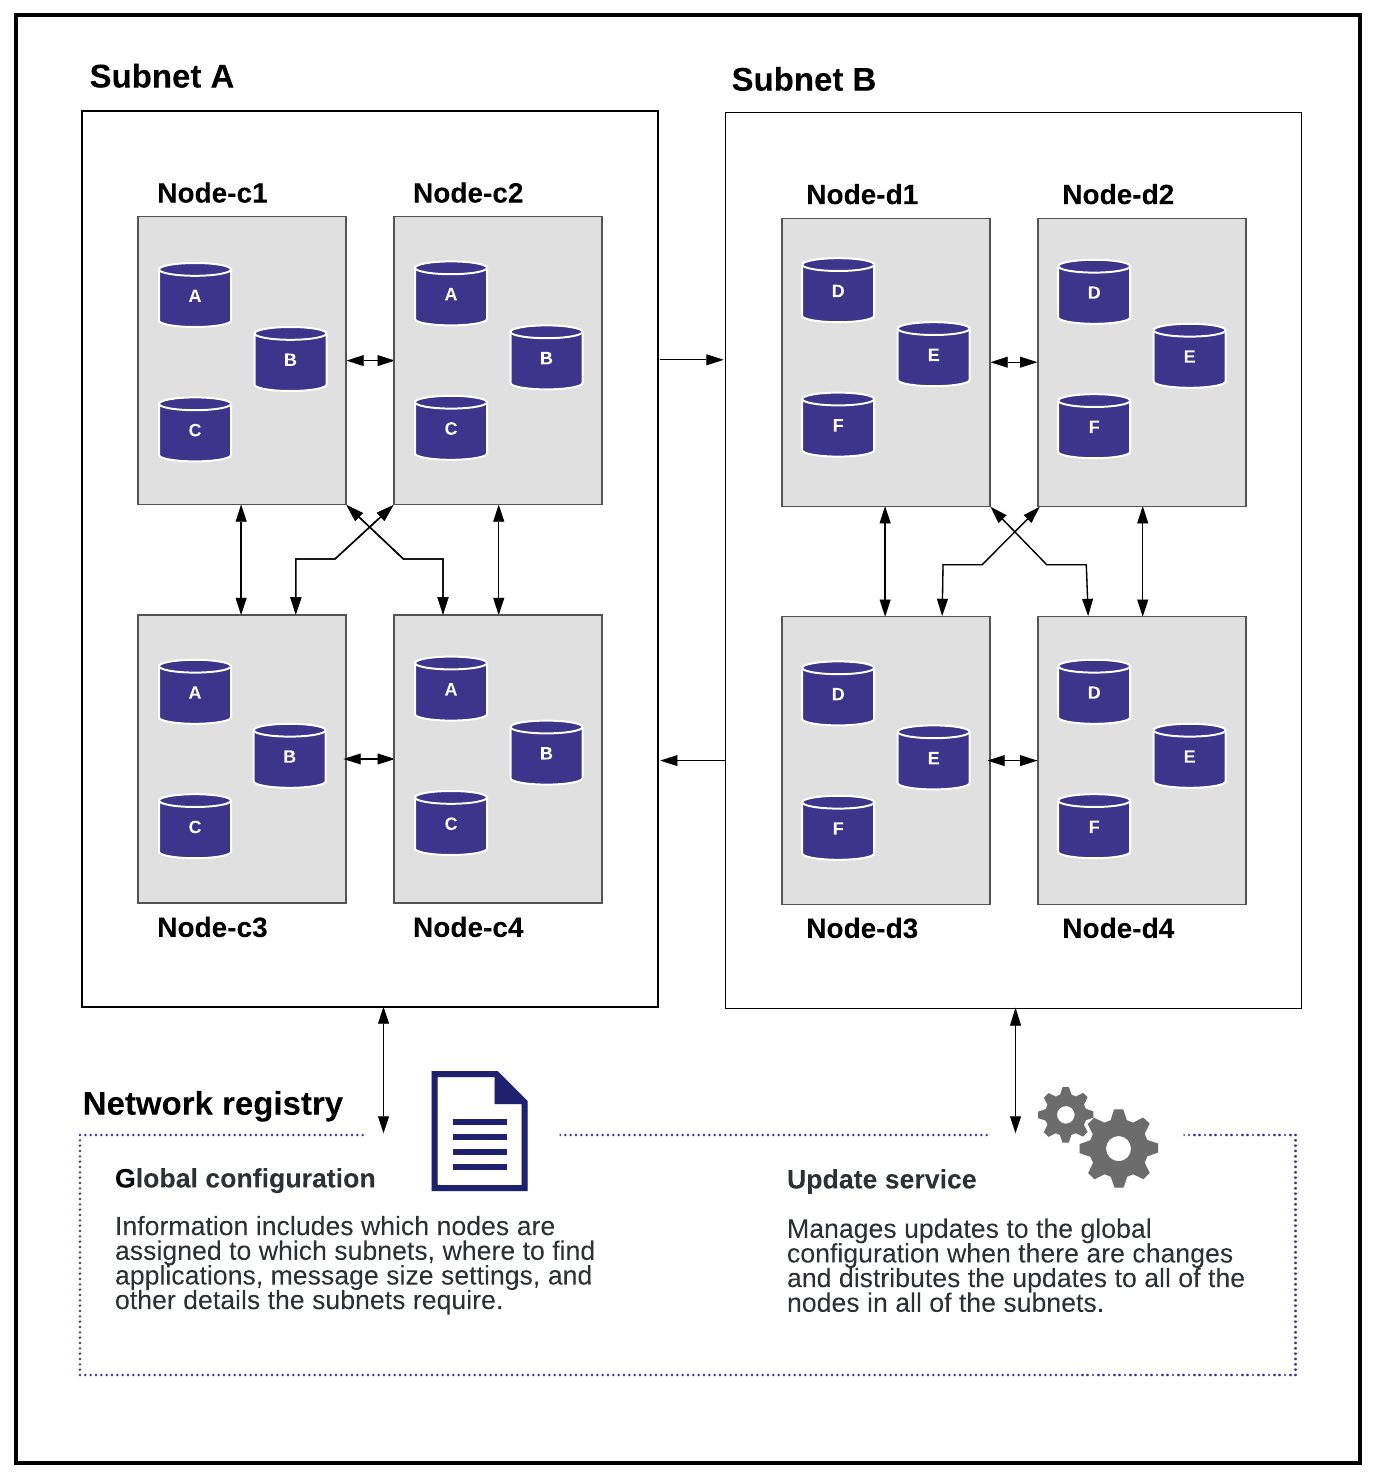 Subnet A
Subnet B
Node-c1
Node-c2
Node-d1
Node-d2
A
B
C
A
B
C
D
E
F
D
E
F
A
B
C
A
B
C
D
E
F
D
E
F
Node-c3
Node-c4
Node-d3
Node-d4
Network registry
Global configuration
Information includes which nodes are
assigned to which subnets, where to find
applications, message size settings, and
other details the subnets require.
Update service
Manages updates to the global
configuration when there are changes
and distributes the updates to all of the
nodes in all of the subnets.